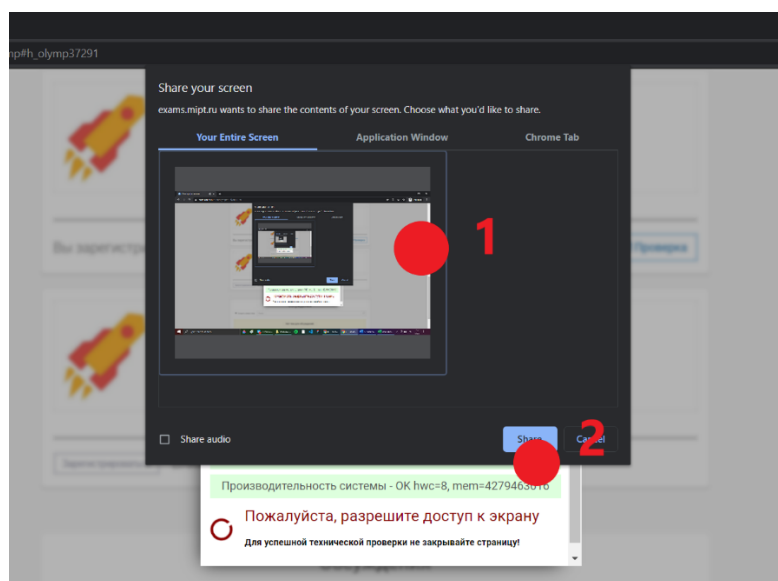 mp#h_olymp37291
Share your screen
exams.mipt.ru wants to share the contents of your screen. Choose what you'd like to share.
Your Entire Screen Application Window Chrome Tab
1
Вы зарегистри
Проверка
Share audio
Share Cancel
2
Производительность системы - OK hwc=8, mem=4279463616
Пожалуйста, разрешите доступ к экрану
Для успешной технической проверки не закрывайте страницу!